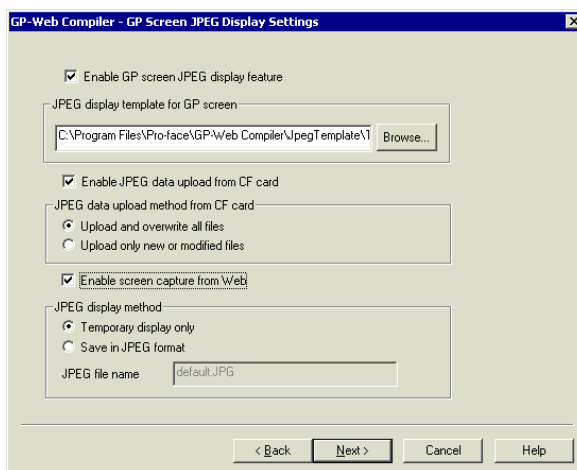 GP-Web Compiler - GP Screen JPEG Display Settings
Enable GP screen JPEG display feature
JPEG display template for GP screen
C:\Program Files\Pro-face\GP-Web Compiler\JpegTemplate\T
Browse...
Enable JPEG data upload from CF card
JPEG data upload method from CF card
Upload and overwrite all files
Upload only new or modified files
Enable screen capture from Web
JPEG display method
Temporary display only
Save in JPEG format
JPEG file name
default.JPG
< Back
Next >
Cancel
Help